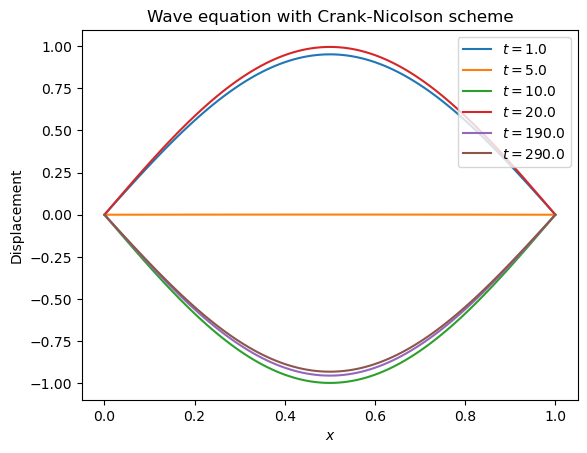 Wave equation with Crank-Nicolson scheme
1.00
0.75
0.50
0.25
0.00
−0.25
−0.50
−0.75
−1.00
Displacement
t = 1.0
t = 5.0
t = 10.0
t = 20.0
t = 190.0
t = 290.0
0.0 0.2 0.4 0.6 0.8 1.0
x